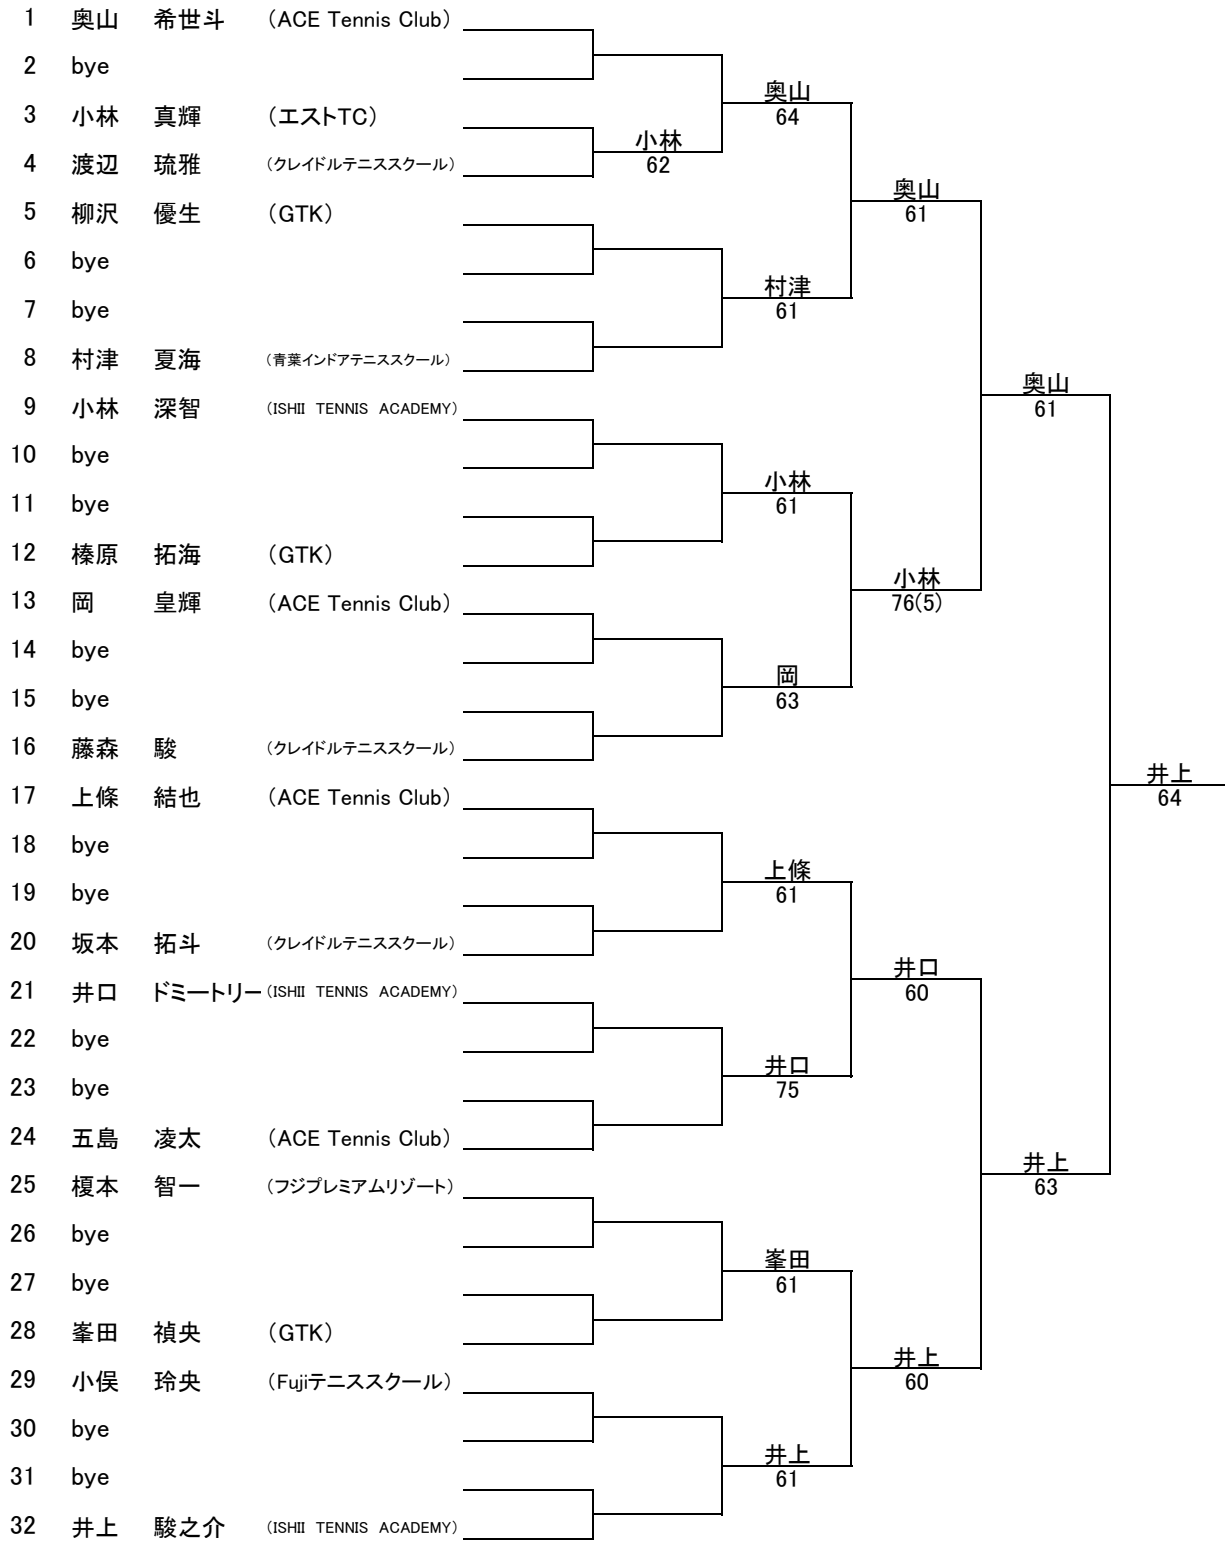 1 奥山 希世斗 (ACE Tennis Club)
2 bye
奥山
3 小林 真輝 (エストTC)
64
小林
4 渡辺 琉雅 (クレイドルテニススクール)
62
奥山
5 柳沢 優生 (GTK)
61
6 bye
村津
7 bye
61
8 村津 夏海 (青葉インドアテニススクール)
奥山
9 小林 深智 (ISHII TENNIS ACADEMY)
61
10 bye
小林
11 bye
61
12 榛原 拓海 (GTK)
小林
13 岡 皇輝 (ACE Tennis Club)
76(5)
14 bye
岡
15 bye
63
16 藤森 駿 (クレイドルテニススクール)
井上
17 上條 結也 (ACE Tennis Club)
64
18 bye
上條
19 bye
61
20 坂本 拓斗 (クレイドルテニススクール)
井口
21 井口 ドミートリー (ISHII TENNIS ACADEMY)
60
22 bye
井口
23 bye
75
24 五島 凌太 (ACE Tennis Club)
井上
25 榎本 智一 (フジプレミアムリゾート)
63
26 bye
峯田
27 bye
61
28 峯田 禎央 (GTK)
井上
29 小俣 玲央 (Fujiテニススクール)
60
30 bye
井上
31 bye
61
32 井上 駿之介 (ISHII TENNIS ACADEMY)